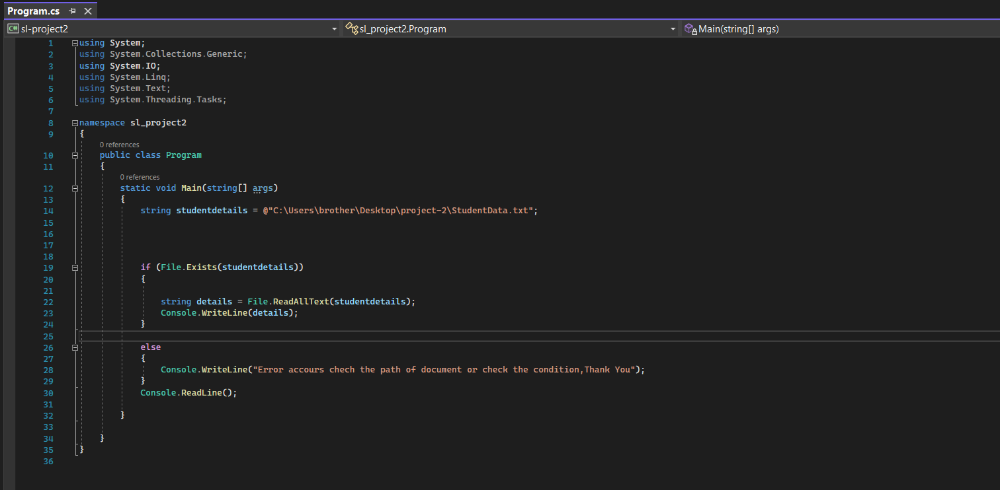 Program.cs
sl-project2 sl_project2.Program Main(string[] args)
1 using System;
2 using System.Collections.Generic;
3 using System.IO;
4 using System.Linq;
5 using System.Text;
6 using System.Threading.Tasks;
7
8 namespace sl_project2
9 {
0 references
10 public class Program
11 {
0 references
12 static void Main(string[] args)
13 {
14 string studentdetails = @"C:\Users\brother\Desktop\project-2\StudentData.txt";
15
16
17
18
19 if (File.Exists(studentdetails))
20 {
21
22 string details = File.ReadAllText(studentdetails);
23 Console.WriteLine(details);
24 }
25
26 else
27 {
28 Console.WriteLine("Error accours chech the path of document or check the condition,Thank You");
29 }
30 Console.ReadLine();
31
32 }
33
34 }
35 }
36